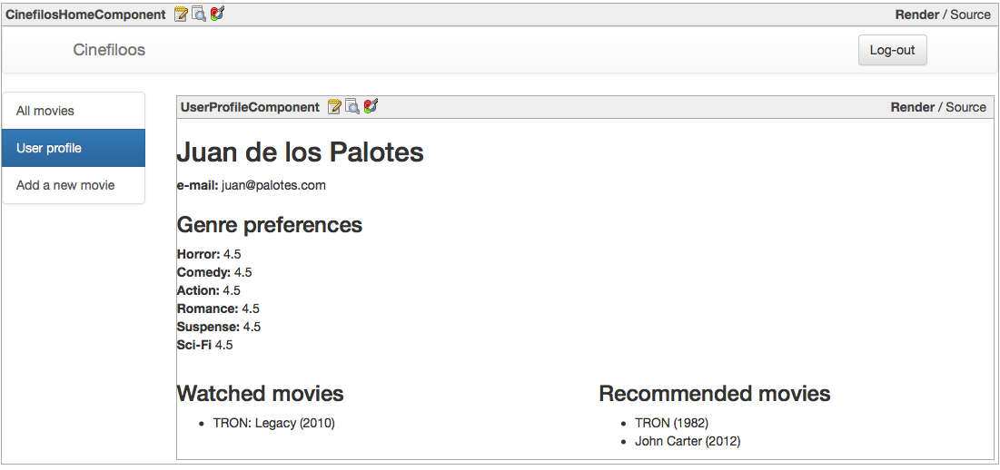 CinefilosHomeComponent Render / Source
Cinefiloos Log-out
All movies
User profile
Add a new movie
UserProfileComponent Render / Source
Juan de los Palotes
e-mail: juan@palotes.com
Genre preferences
Horror: 4.5
Comedy: 4.5
Action: 4.5
Romance: 4.5
Suspense: 4.5
Sci-Fi 4.5
Watched movies
TRON: Legacy (2010)
Recommended movies
TRON (1982)
John Carter (2012)